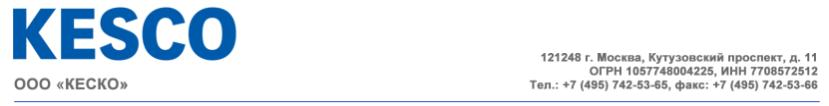 KESCO
ООО «КЕСКО»
121248 г. Москва, Кутузовский проспект, д. 11
ОГРН 1057748004225, ИНН 7708572512
Тел.: +7 (495) 742-53-65, факс: +7 (495) 742-53-66